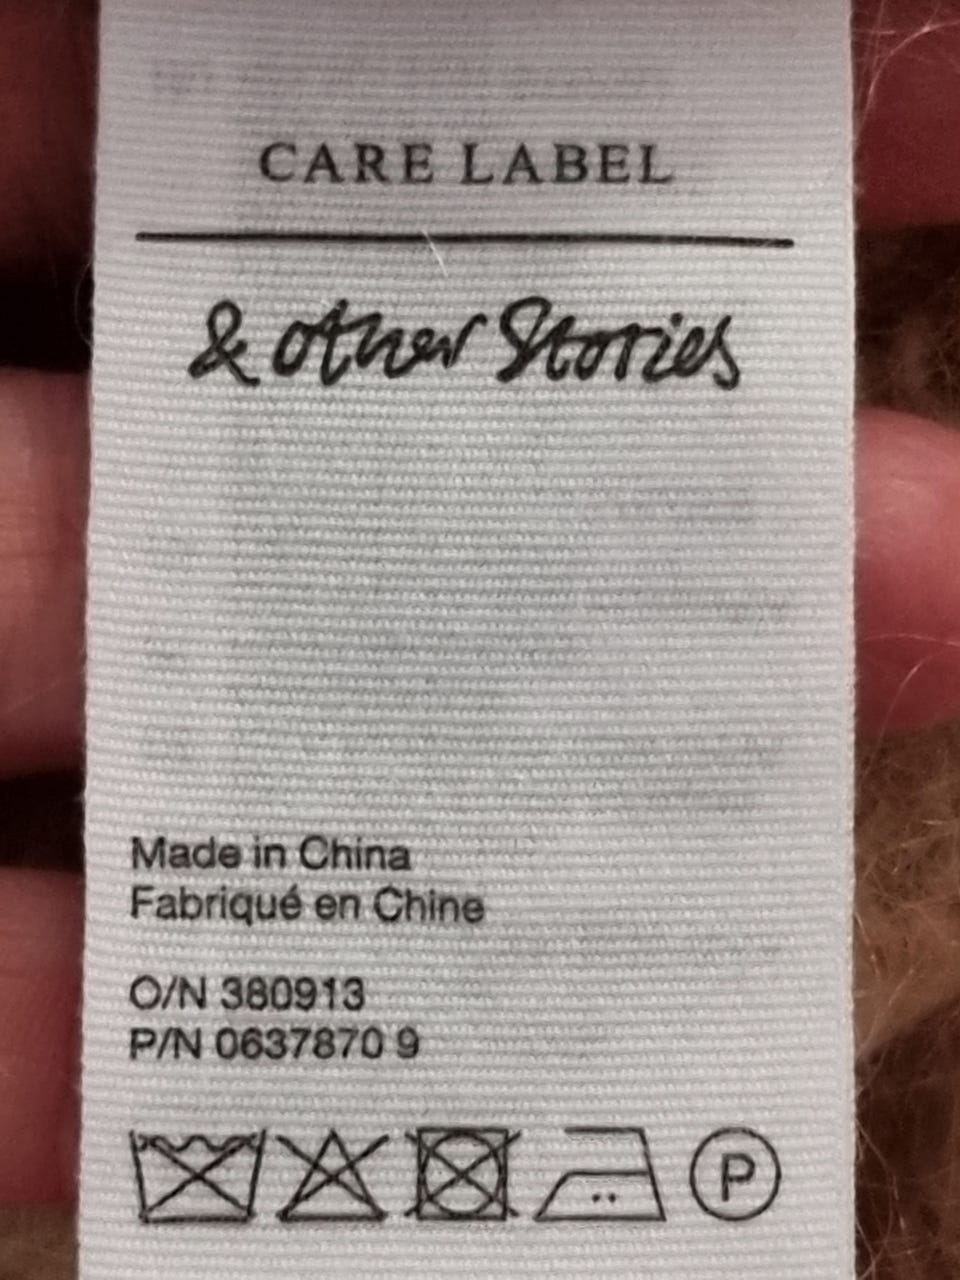 CARE LABEL
& other Stories
Made in China
Fabriqué en Chine
O/N 380913
P/N 0637870 9
P